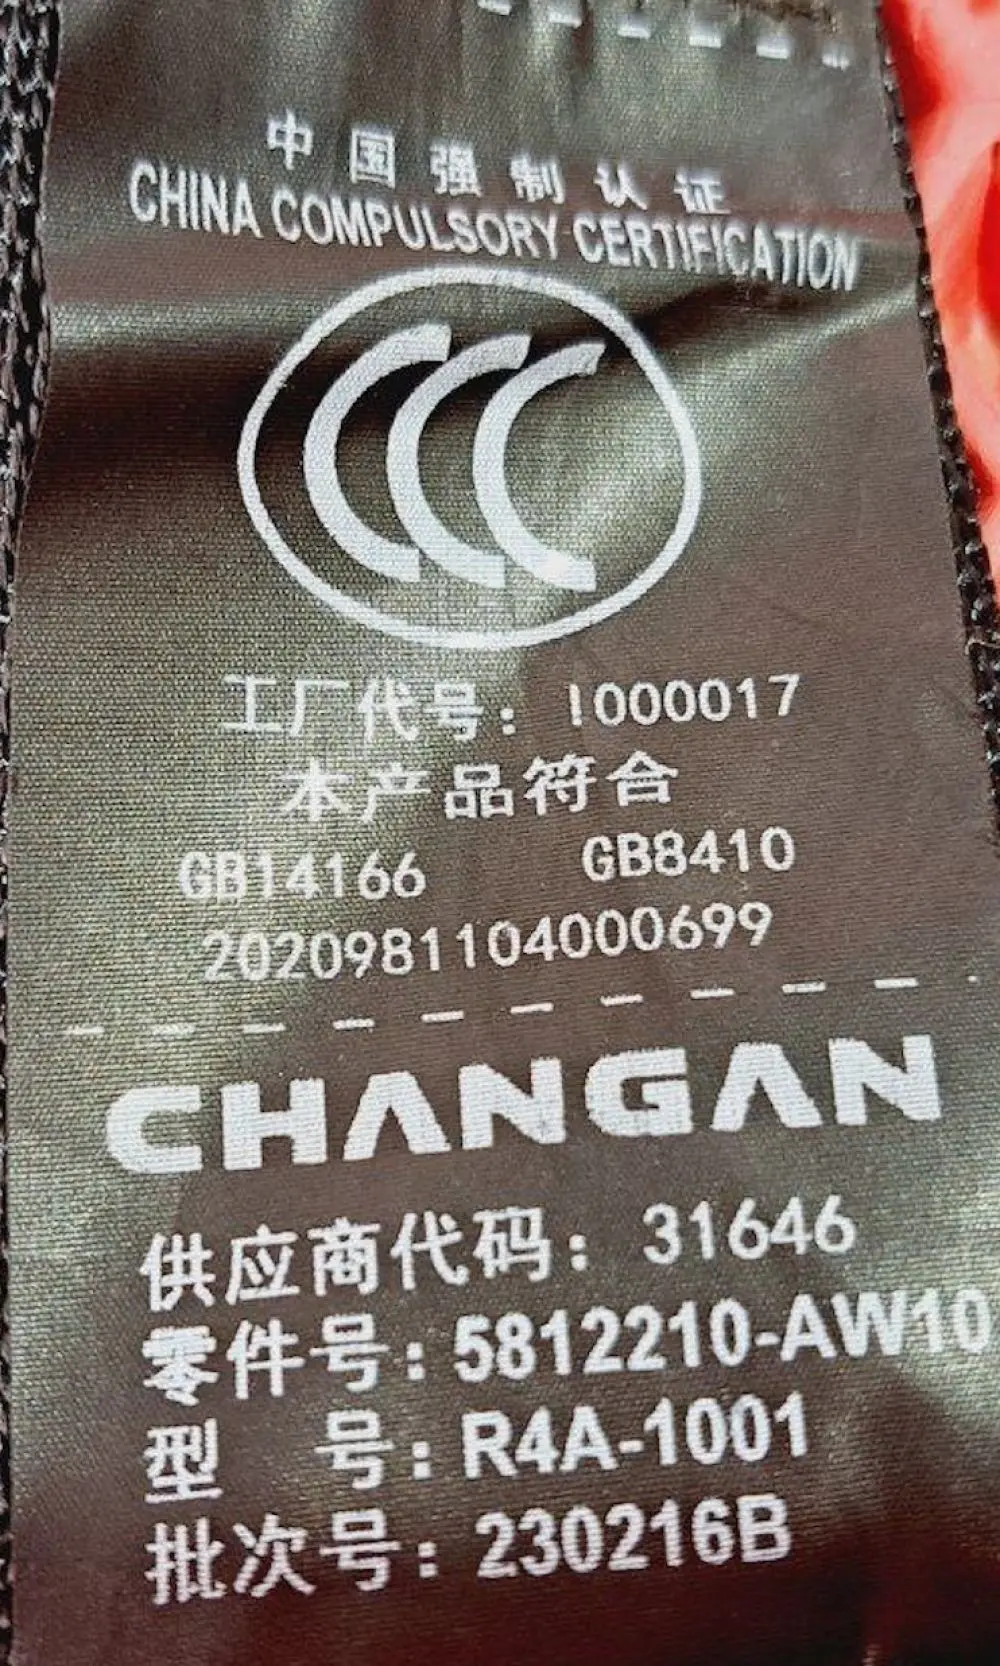 中国强制认证
CHINA COMPULSORY CERTIFICATION
CCC
工厂代号：I000017
本产品符合
GB14166 GB8410
2020981104000699
CHANGAN
供应商代码：31646
零件号：5812210-AW10
型 号：R4A-1001
批次号：230216B